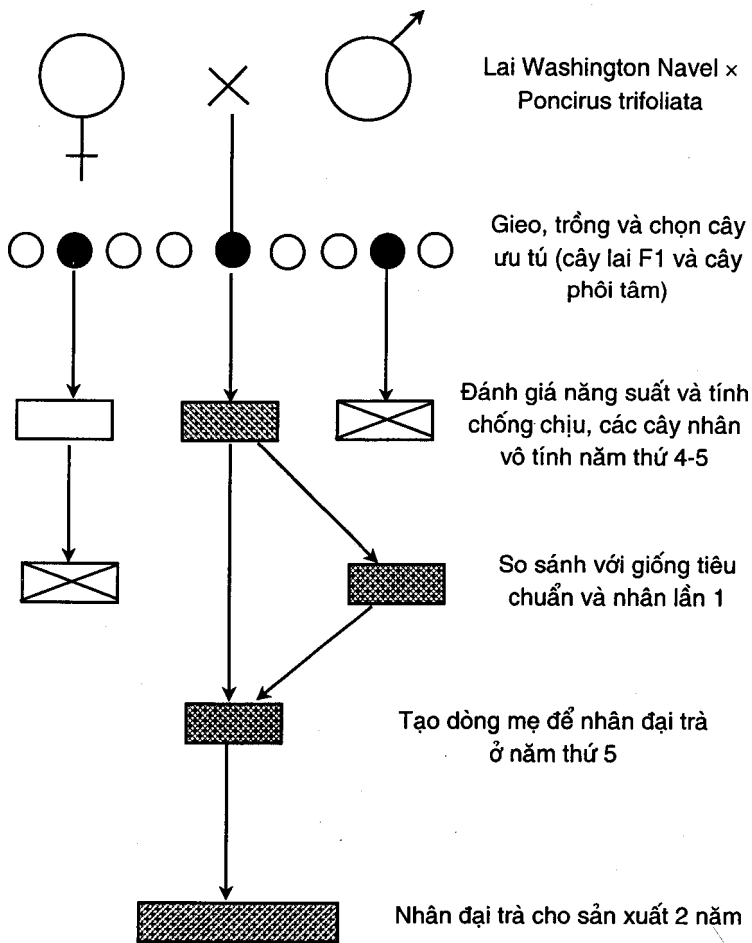 Lai Washington Navel ×
Poncirus trifoliata
Gieo, trồng và chọn cây
ưu tú (cây lai F1 và cây
phôi tâm)
Đánh giá năng suất và tính
chống chịu, các cây nhân
vô tính năm thứ 4-5
So sánh với giống tiêu
chuẩn và nhân lần 1
Tạo dòng mẹ để nhân đại trà
ở năm thứ 5
Nhân đại trà cho sản xuất 2 năm